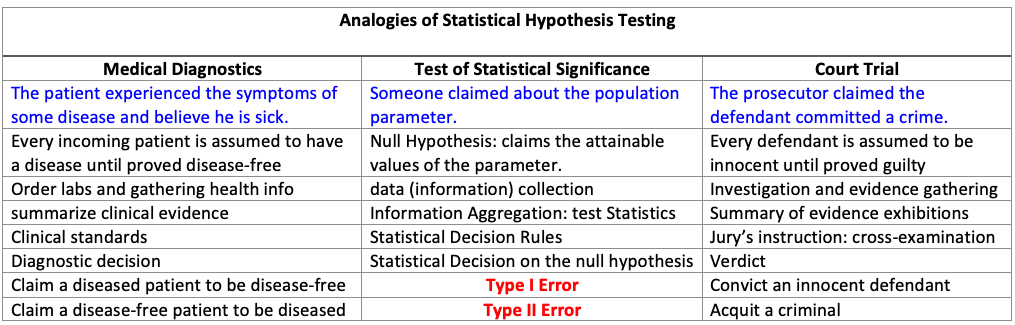 Analogies of Statistical Hypothesis Testing
Medical Diagnostics
Test of Statistical Significance
Court Trial
The patient experienced the symptoms of
some disease and believe he is sick.
Someone claimed about the population
parameter.
The prosecutor claimed the
defendant committed a crime.
Every incoming patient is assumed to have
a disease until proved disease-free
Null Hypothesis: claims the attainable
values of the parameter.
Every defendant is assumed to be
innocent until proved guilty
Order labs and gathering health info
data (information) collection
Investigation and evidence gathering
summarize clinical evidence
Information Aggregation: test Statistics
Summary of evidence exhibitions
Clinical standards
Statistical Decision Rules
Jury’s instruction: cross-examination
Diagnostic decision
Statistical Decision on the null hypothesis
Verdict
Claim a diseased patient to be disease-free
Type I Error
Convict an innocent defendant
Claim a disease-free patient to be diseased
Type II Error
Acquit a criminal